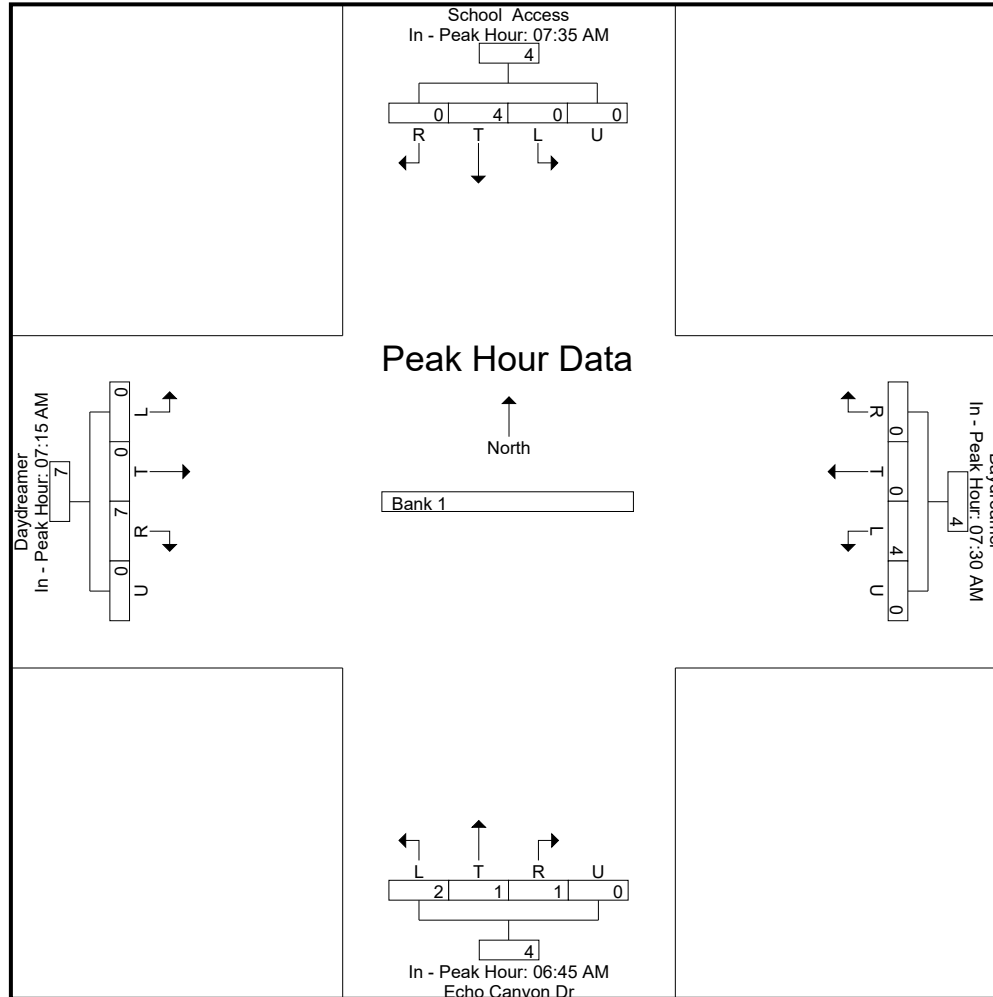 School Access
In - Peak Hour: 07:35 AM
4
0 4 0 0
R T L U
Peak Hour Data
North
Bank 1
Daydreamer
In - Peak Hour: 07:15 AM
7
0 0 7 0
L T R U
In - Peak Hour: 07:30 AM
4
0 0 4 0
R T L U
L T R U
2 1 1 0
4
In - Peak Hour: 06:45 AM
Echo Canyon Dr